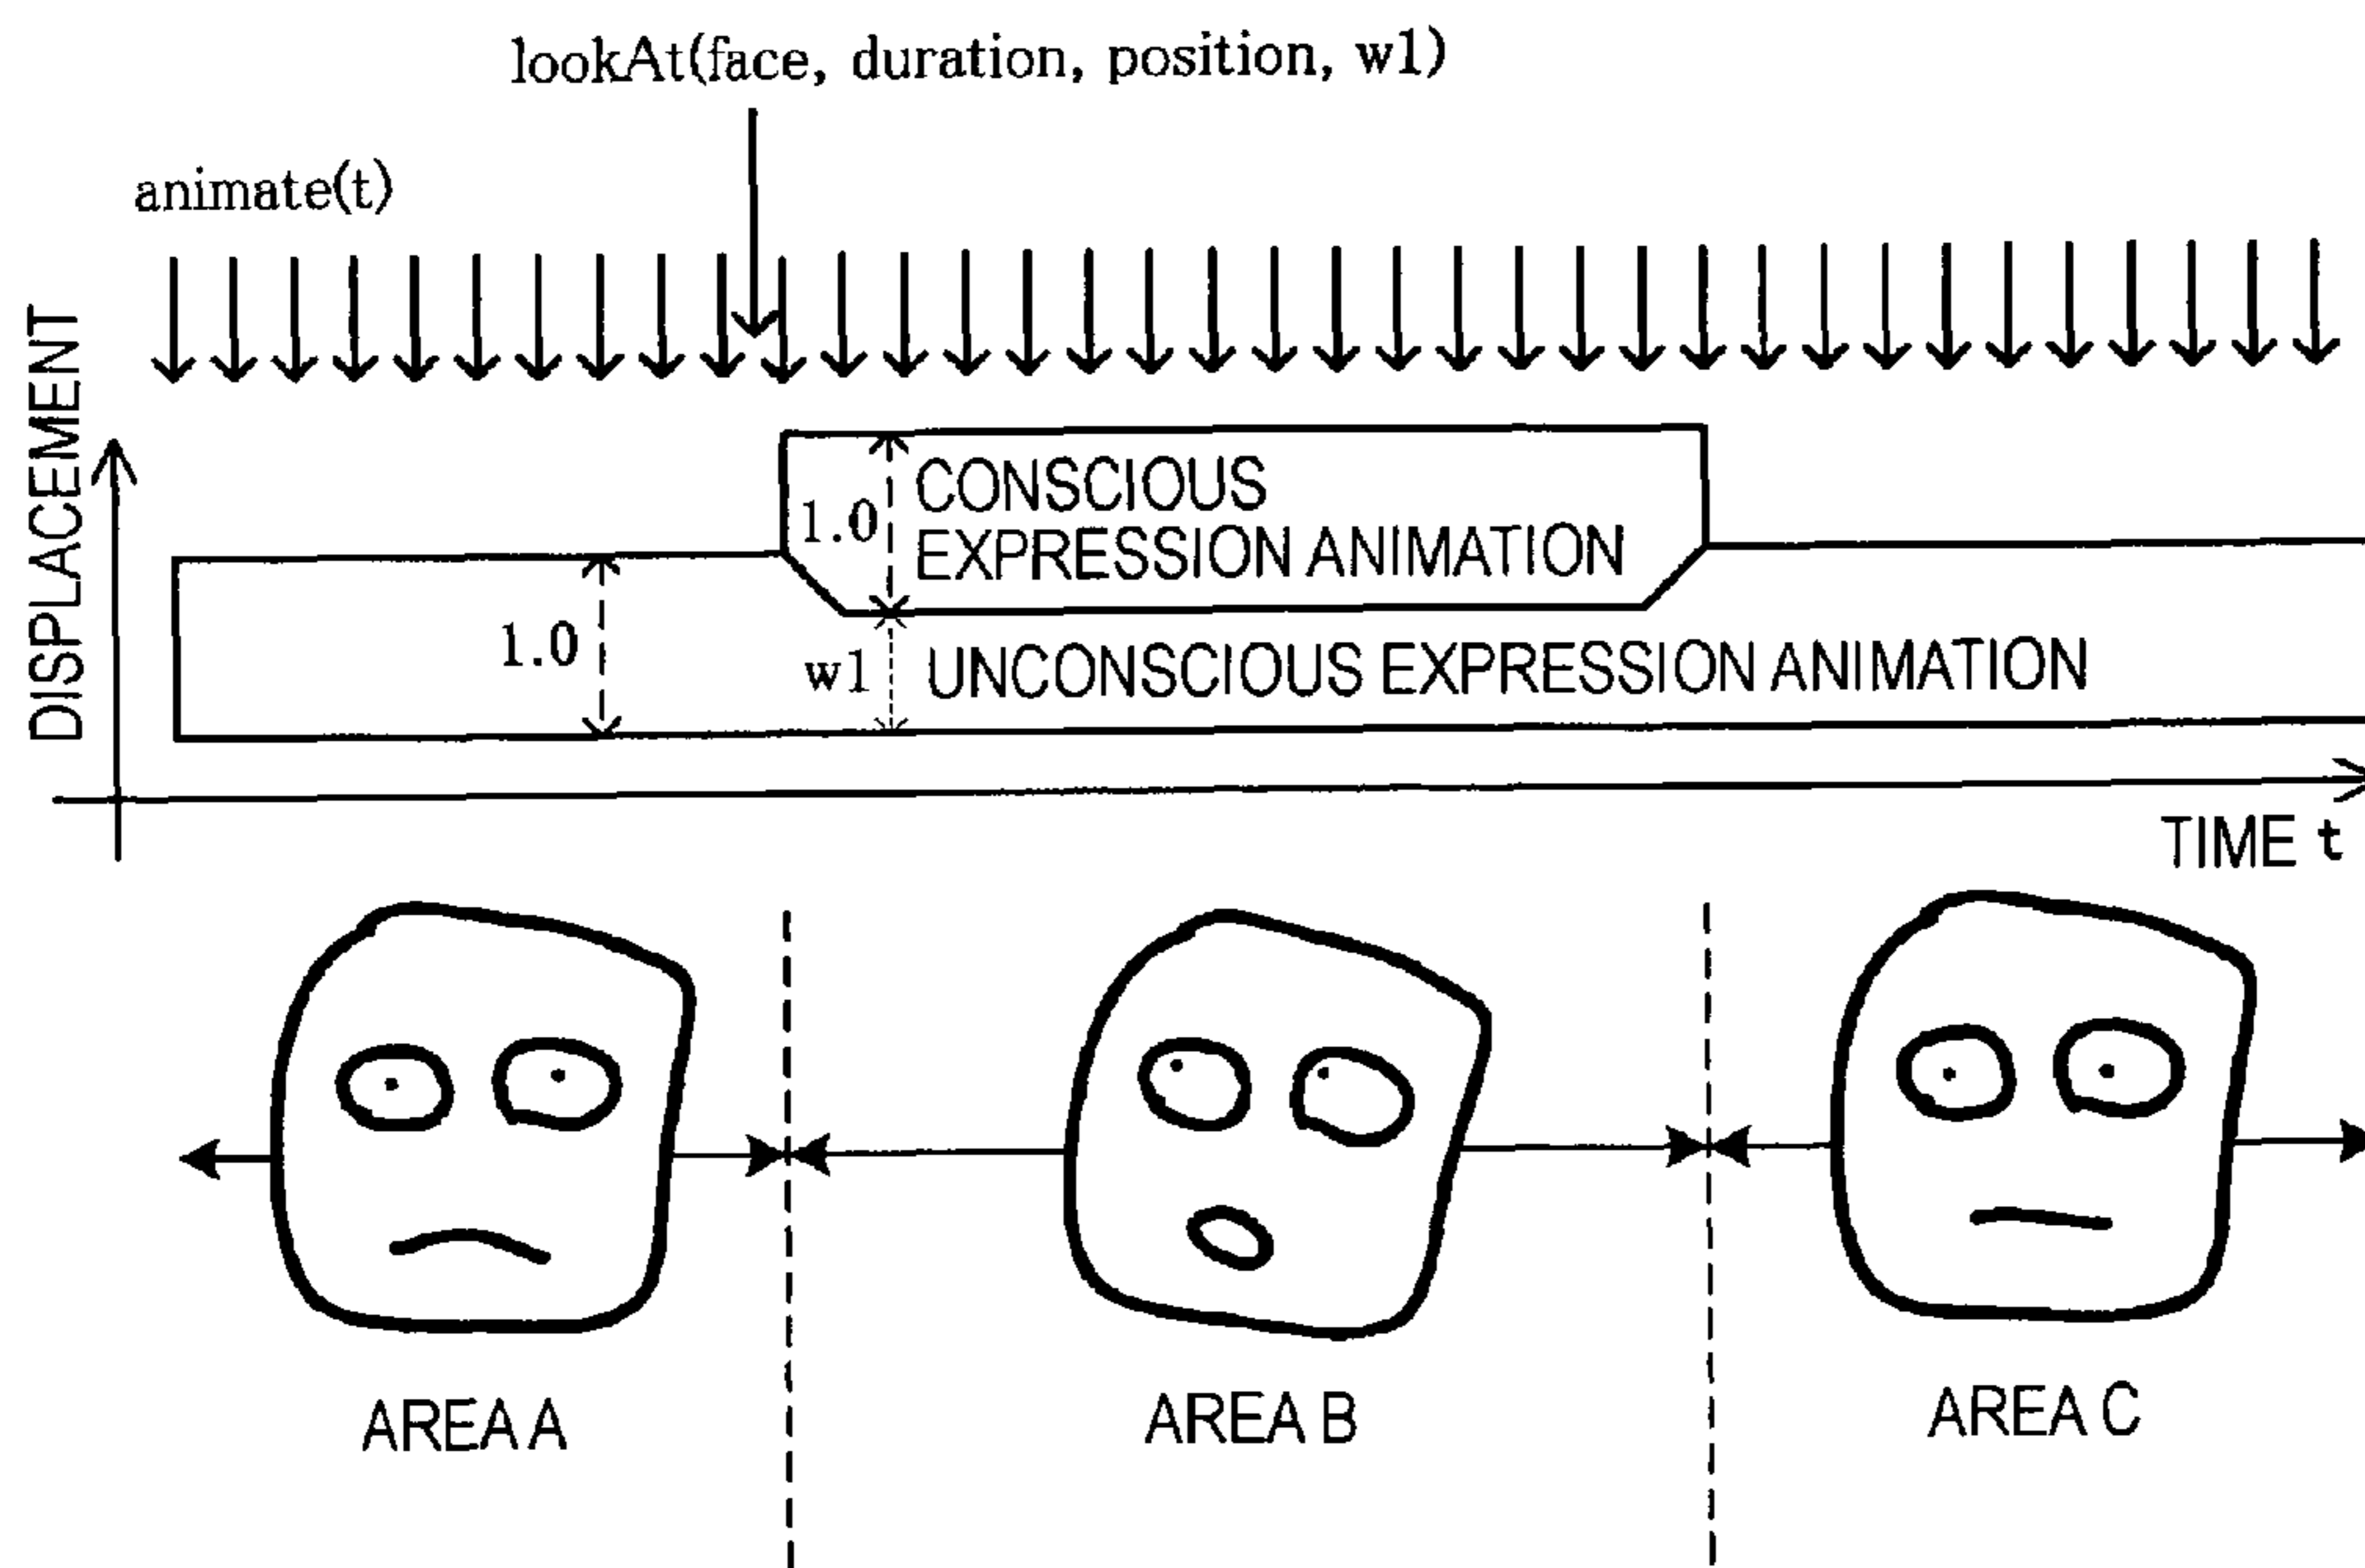 lookAt(face, duration, position, w1)
animate(t)
DISPLACEMENT
CONSCIOUS
1.0
EXPRESSION ANIMATION
1.0
w1
UNCONSCIOUS EXPRESSION ANIMATION
TIME t
AREA A
AREA B
AREA C